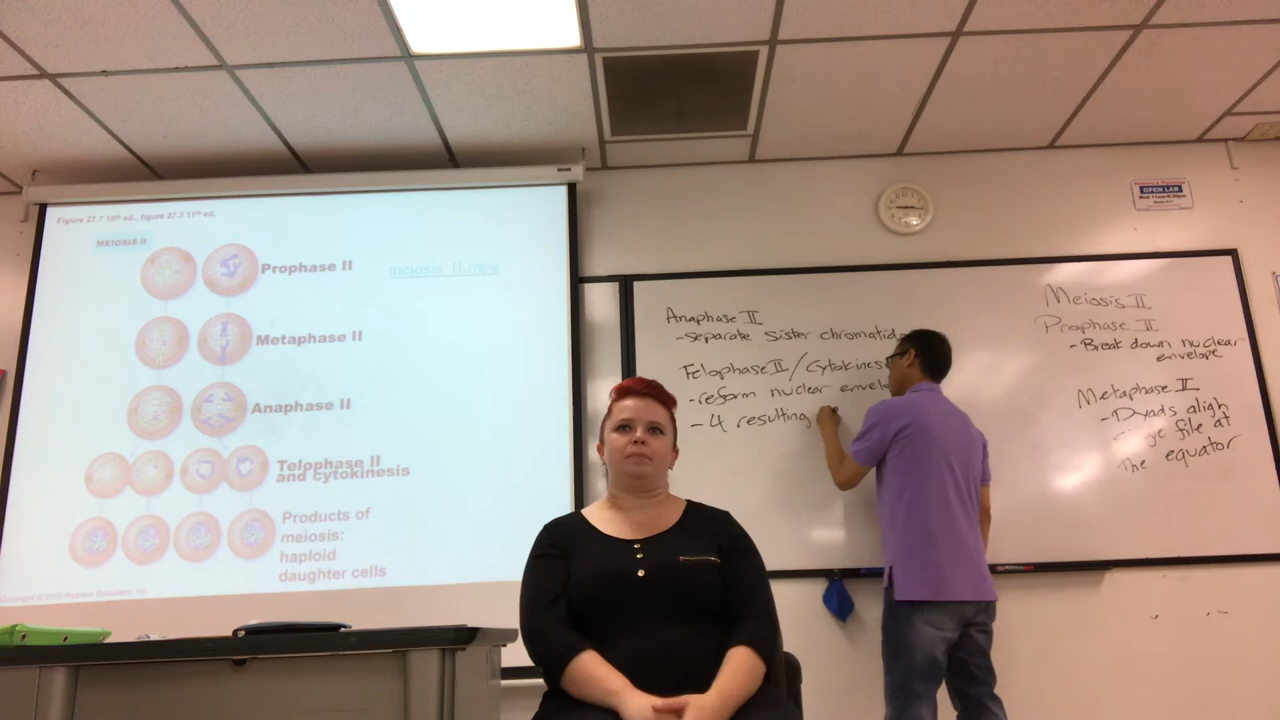 Figure 27.7 10th ed., figure 27.3 11th ed.
MEIOSIS II
Prophase II
meiosis II mpg
Metaphase II
Anaphase II
Telophase II
and cytokinesis
Products of
meiosis:
haploid
daughter cells
OPEN LAB
Anaphase II
- Separate Sister chromatid
Telophase II / Cytokines
- reform nuclear envelo
- 4 resulting
Meiosis II
Prophase II
- Break down nuclear
envelope
Metaphase II
- Dyads align
single file at
the equator